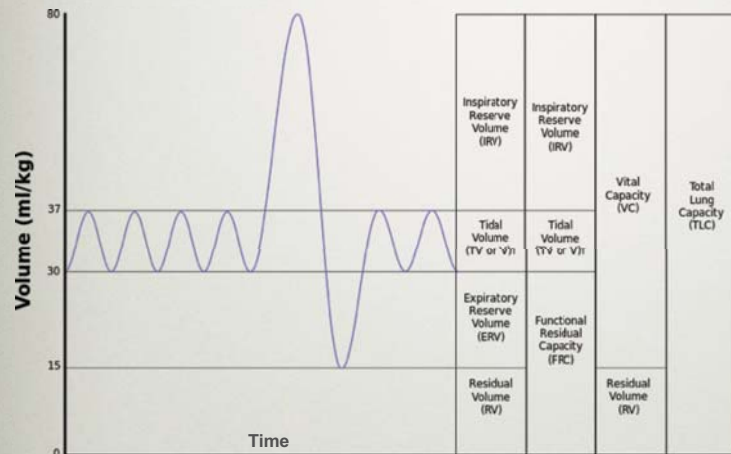 80
37
30
15
0
Volume (ml/kg)
Time
Inspiratory
Reserve
Volume
(IRV)
Tidal
Volume
Expiratory
Reserve
Volume
(ERV)
Residual
Volume
(RV)
Inspiratory
Reserve
Volume
(IRV)
Tidal
Volume
Functional
Residual
Capacity
(FRC)
Vital
Capacity
(VC)
Residual
Volume
(RV)
Total
Lung
Capacity
(TLC)